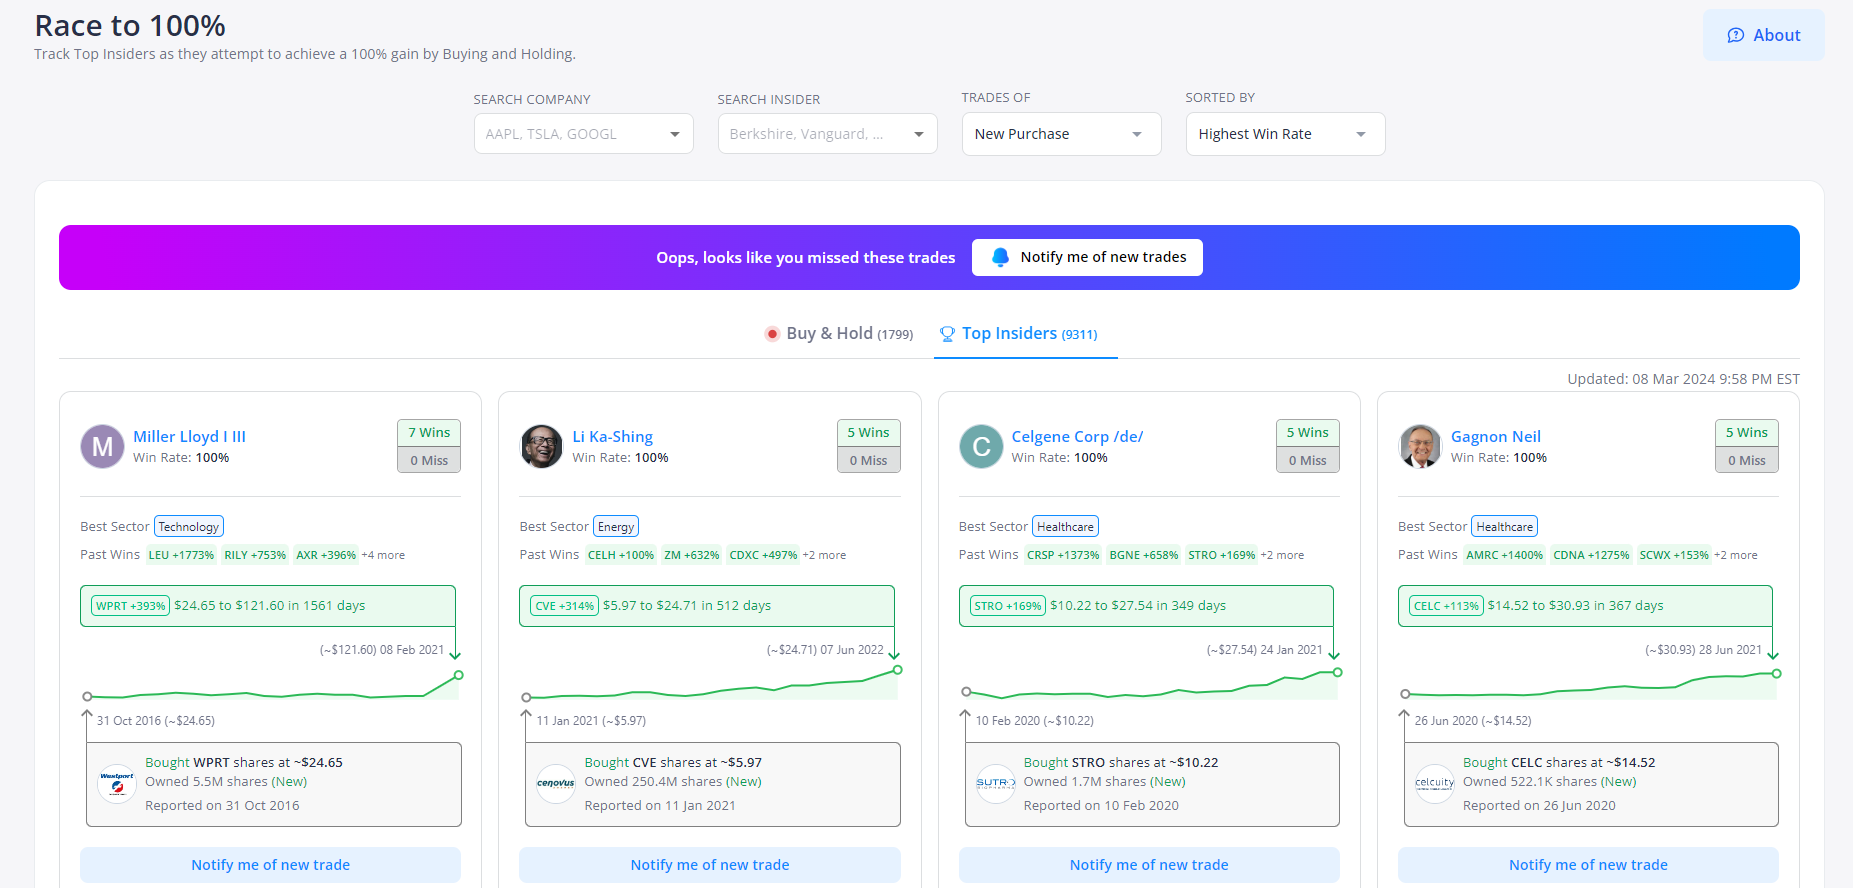 Race to 100%
Track Top Insiders as they attempt to achieve a 100% gain by Buying and Holding.
About
SEARCH COMPANY
AAPL, TSLA, GOOGL
SEARCH INSIDER
Berkshire, Vanguard, ...
TRADES OF
New Purchase
SORTED BY
Highest Win Rate
Oops, looks like you missed these trades
Notify me of new trades
Buy & Hold (1799)
Top Insiders (9311)
Updated: 08 Mar 2024 9:58 PM EST
M
Miller Lloyd I III
Win Rate: 100%
7 Wins
0 Miss
Best Sector Technology
Past Wins LEU +1773% RILY +753% AXR +396% +4 more
WPRT +393% $24.65 to $121.60 in 1561 days
(~$121.60) 08 Feb 2021
31 Oct 2016 (~$24.65)
Westport
Bought WPRT shares at ~$24.65
Owned 5.5M shares (New)
Reported on 31 Oct 2016
Notify me of new trade
Li Ka-Shing
Win Rate: 100%
5 Wins
0 Miss
Best Sector Energy
Past Wins CELH +100% ZM +632% CDXC +497% +2 more
CVE +314% $5.97 to $24.71 in 512 days
(~$24.71) 07 Jun 2022
11 Jan 2021 (~$5.97)
cenovus
Bought CVE shares at ~$5.97
Owned 250.4M shares (New)
Reported on 11 Jan 2021
Notify me of new trade
C
Celgene Corp /de/
Win Rate: 100%
5 Wins
0 Miss
Best Sector Healthcare
Past Wins CRSP +1373% BGNE +658% STRO +169% +2 more
STRO +169% $10.22 to $27.54 in 349 days
(~$27.54) 24 Jan 2021
10 Feb 2020 (~$10.22)
SUTRO
BIOPHARMA
Bought STRO shares at ~$10.22
Owned 1.7M shares (New)
Reported on 10 Feb 2020
Notify me of new trade
Gagnon Neil
Win Rate: 100%
5 Wins
0 Miss
Best Sector Healthcare
Past Wins AMRC +1400% CDNA +1275% SCWX +153% +2 more
CELC +113% $14.52 to $30.93 in 367 days
(~$30.93) 28 Jun 2021
26 Jun 2020 (~$14.52)
celcuity
Bought CELC shares at ~$14.52
Owned 522.1K shares (New)
Reported on 26 Jun 2020
Notify me of new trade